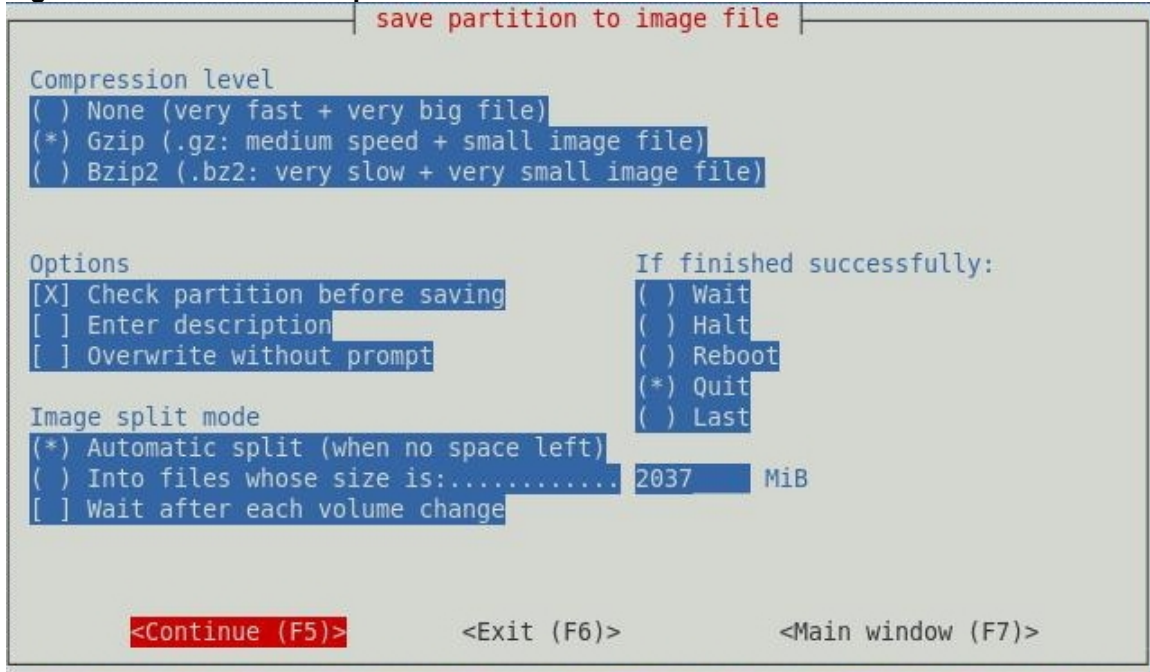 save partition to image file
Compression level
( ) None (very fast + very big file)
(*) Gzip (.gz: medium speed + small image file)
( ) Bzip2 (.bz2: very slow + very small image file)
Options
[X] Check partition before saving
[ ] Enter description
[ ] Overwrite without prompt
If finished successfully:
( ) Wait
( ) Halt
( ) Reboot
(*) Quit
( ) Last
Image split mode
(*) Automatic split (when no space left)
( ) Into files whose size is:............ 2037 MiB
[ ] Wait after each volume change
<Continue (F5)> <Exit (F6)> <Main window (F7)>